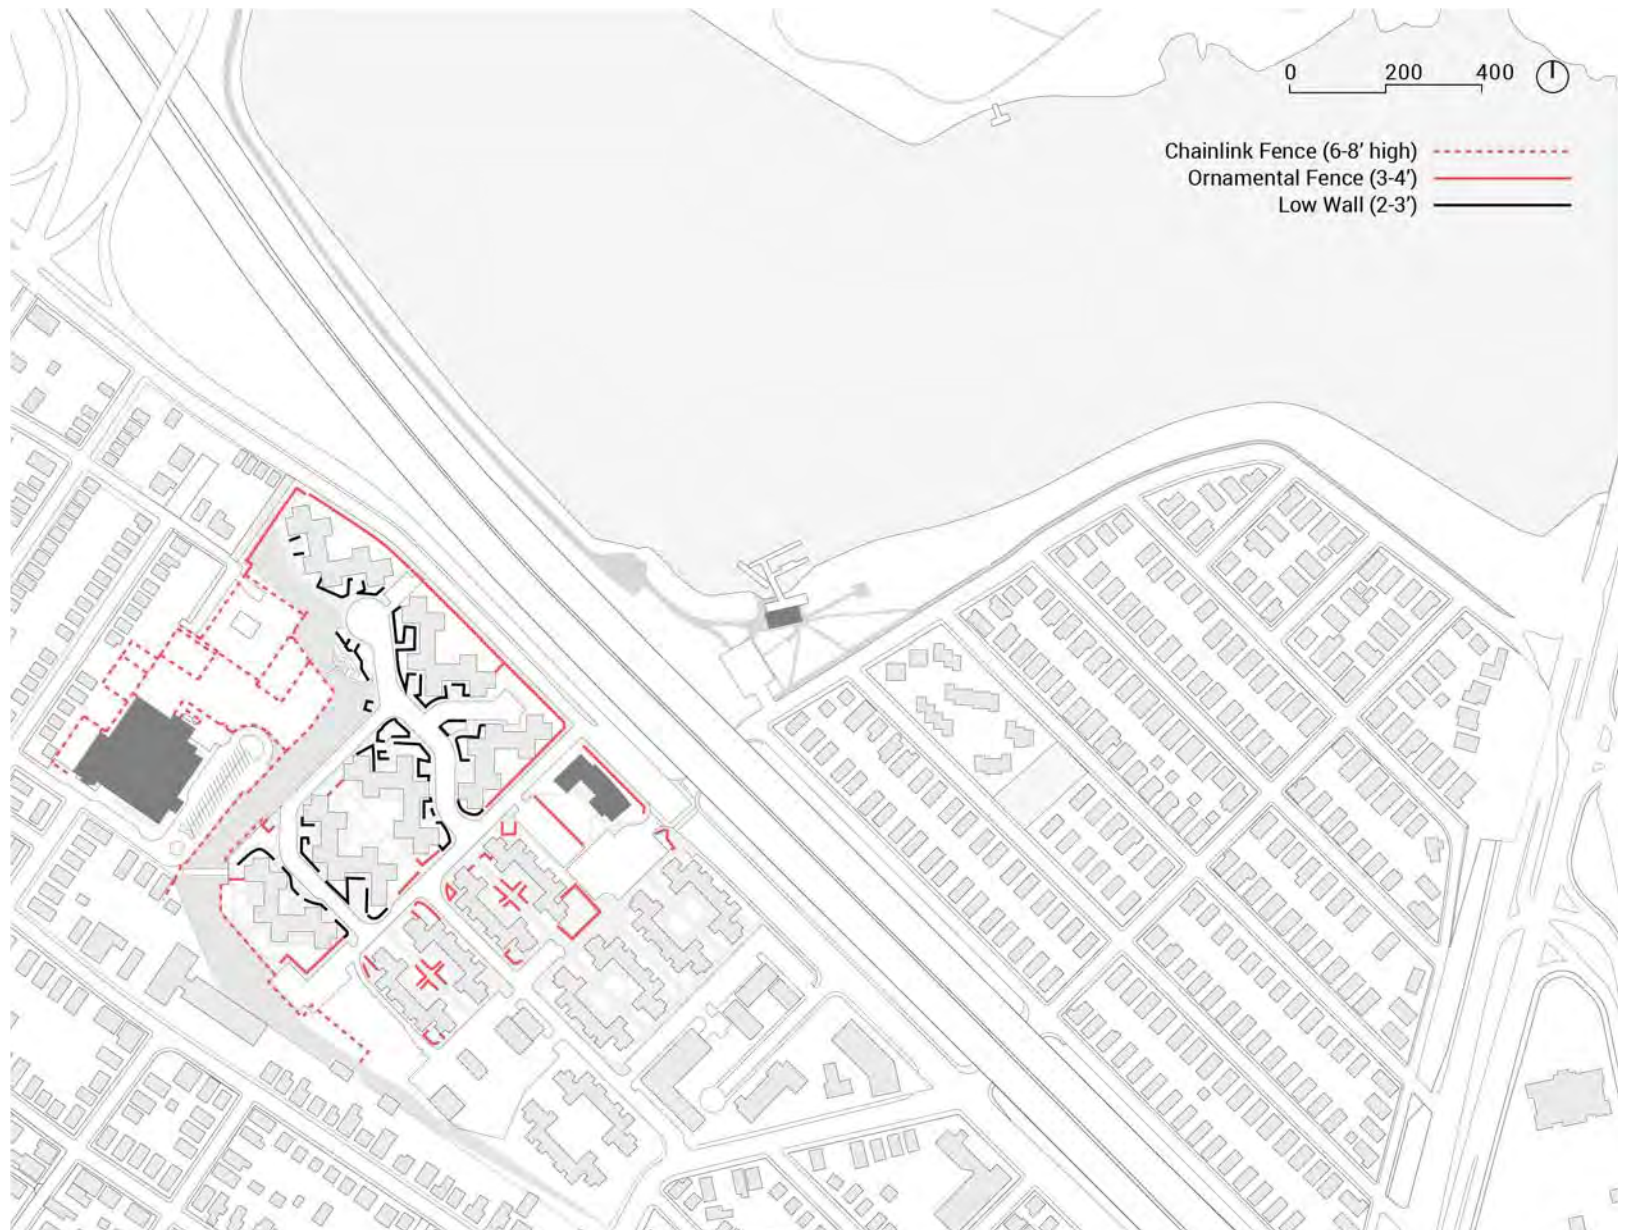 0 200 400
Chainlink Fence (6-8’ high)
Ornamental Fence (3-4’)
Low Wall (2-3’)